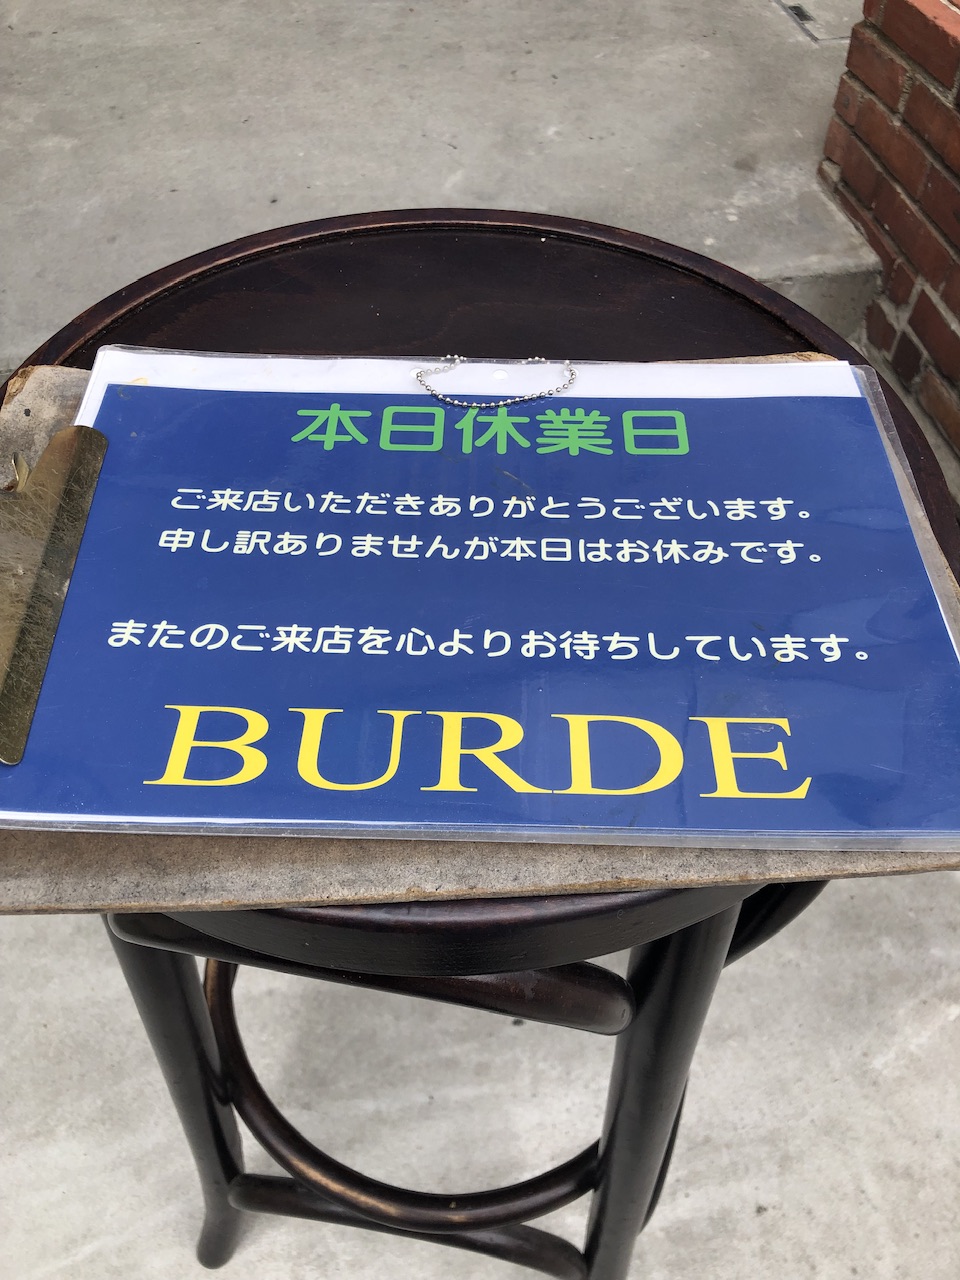 本日休業日
ご来店いただきありがとうございます。
申し訳ありませんが本日はお休みです。
またのご来店を心よりお待ちしています。
BURDE